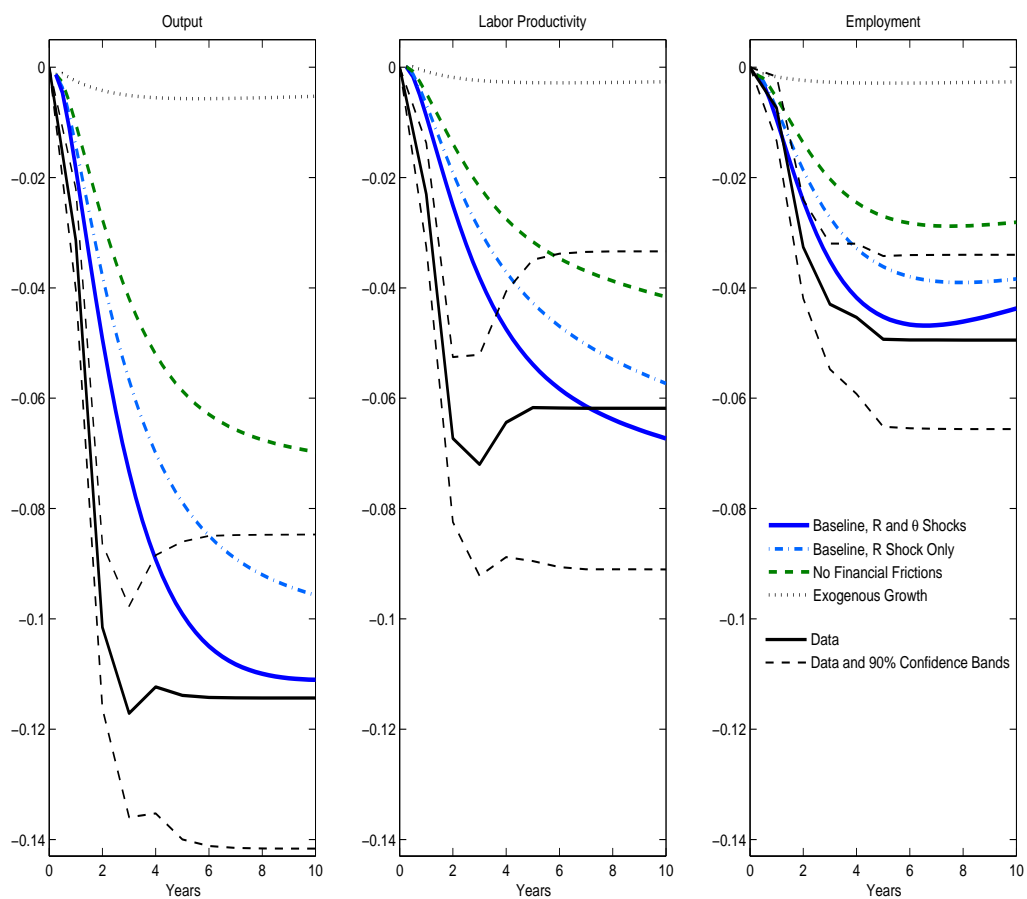 Output
Labor Productivity
Employment
0
−0.02
−0.04
−0.06
−0.08
−0.1
−0.12
−0.14
0 2 4 6 8 10
Years
0
−0.02
−0.04
−0.06
−0.08
−0.1
−0.12
−0.14
0 2 4 6 8 10
Years
0
−0.02
−0.04
−0.06
−0.08
−0.1
−0.12
−0.14
0 2 4 6 8 10
Years
Baseline, R and θ Shocks
Baseline, R Shock Only
No Financial Frictions
Exogenous Growth
Data
Data and 90% Confidence Bands